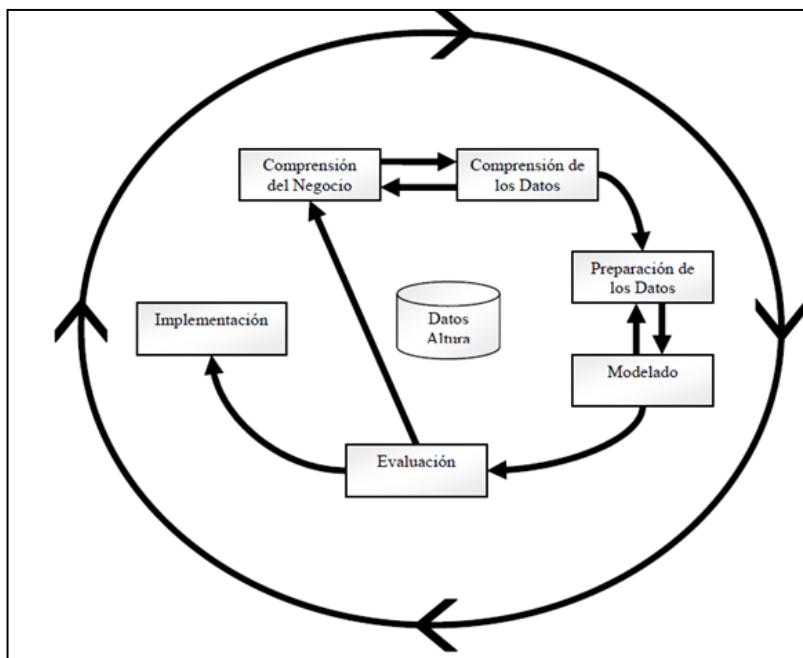 Comprensión
del Negocio
Comprensión de
los Datos
Preparación de
los Datos
Implementación
Datos
Altura
Modelado
Evaluación